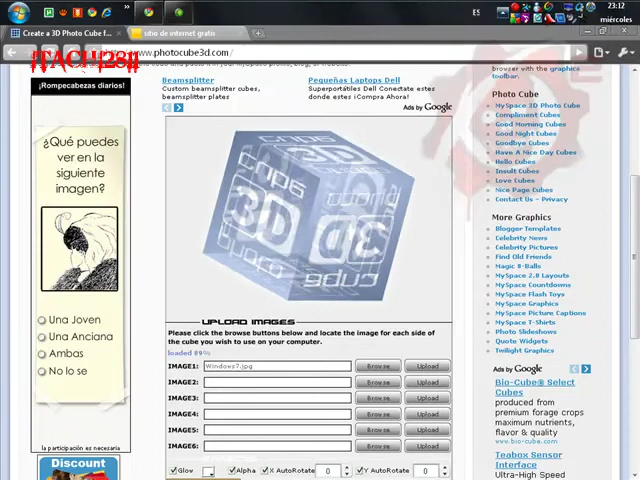 ES
23:12
miércoles
Create a 3D Photo Cube f...
sitio de internet gratis
www.photocube3d.com/
ITACHI2811
¡Rompecabezas diarios!
¿Qué puedes
ver en la
siguiente
imagen?
Una Joven
Una Anciana
Ambas
No lo se
la participación es necesaria
Discount
Beamsplitter
Custom beamsplitter cubes,
beamsplitter plates
Pequeñas Laptops Dell
Superportátiles Dell Conectate estes
donde estes ¡Compra Ahora!
Ads by Google
3D
cube
UPLOAD IMAGES
Please click the browse buttons below and locate the image for each side of
the cube you wish to use on your computer.
loaded 89%
IMAGE1: Windows7.jpg Browse Upload
IMAGE2: Browse Upload
IMAGE3: Browse Upload
IMAGE4: Browse Upload
IMAGE5: Browse Upload
IMAGE6: Browse Upload
Glow Alpha X AutoRotate 0 Y AutoRotate 0
browser with the graphics
toolbar.
Photo Cube
MySpace 3D Photo Cube
Compliment Cubes
Good Morning Cubes
Good Night Cubes
Goodbye Cubes
Have A Nice Day Cubes
Hello Cubes
Insult Cubes
Love Cubes
Nice Page Cubes
Contact Us - Privacy
More Graphics
Blogger Templates
Celebrity News
Celebrity Pictures
Find Old Friends
Magic 8-Balls
MySpace 2.0 Layouts
MySpace Countdowns
MySpace Flash Toys
MySpace Graphics
MySpace Picture Captions
MySpace T-Shirts
Photo Slideshows
Quote Widgets
Twilight Graphics
Ads by Google
Bio-Cube® Select
Cubes
produced from
premium forage crops
maximum nutrients,
flavor & quality
www.bio-cube.com
Teabox Sensor
Interface
Ultra-High Speed